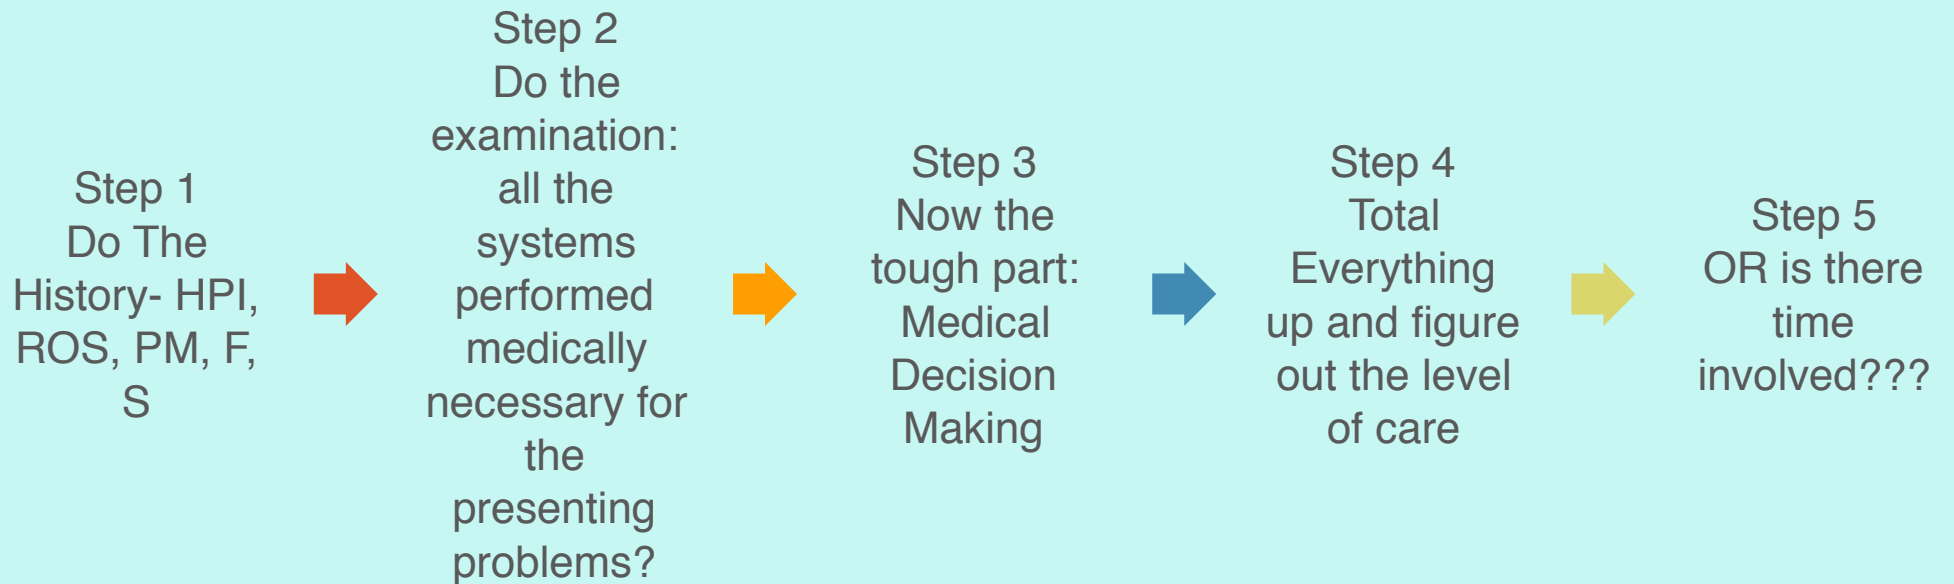 Step 1
Do The
History- HPI,
ROS, PM, F,
S
Step 2
Do the
examination:
all the
systems
performed
medically
necessary for
the
presenting
problems?
Step 3
Now the
tough part:
Medical
Decision
Making
Step 4
Total
Everything
up and figure
out the level
of care
Step 5
OR is there
time
involved???